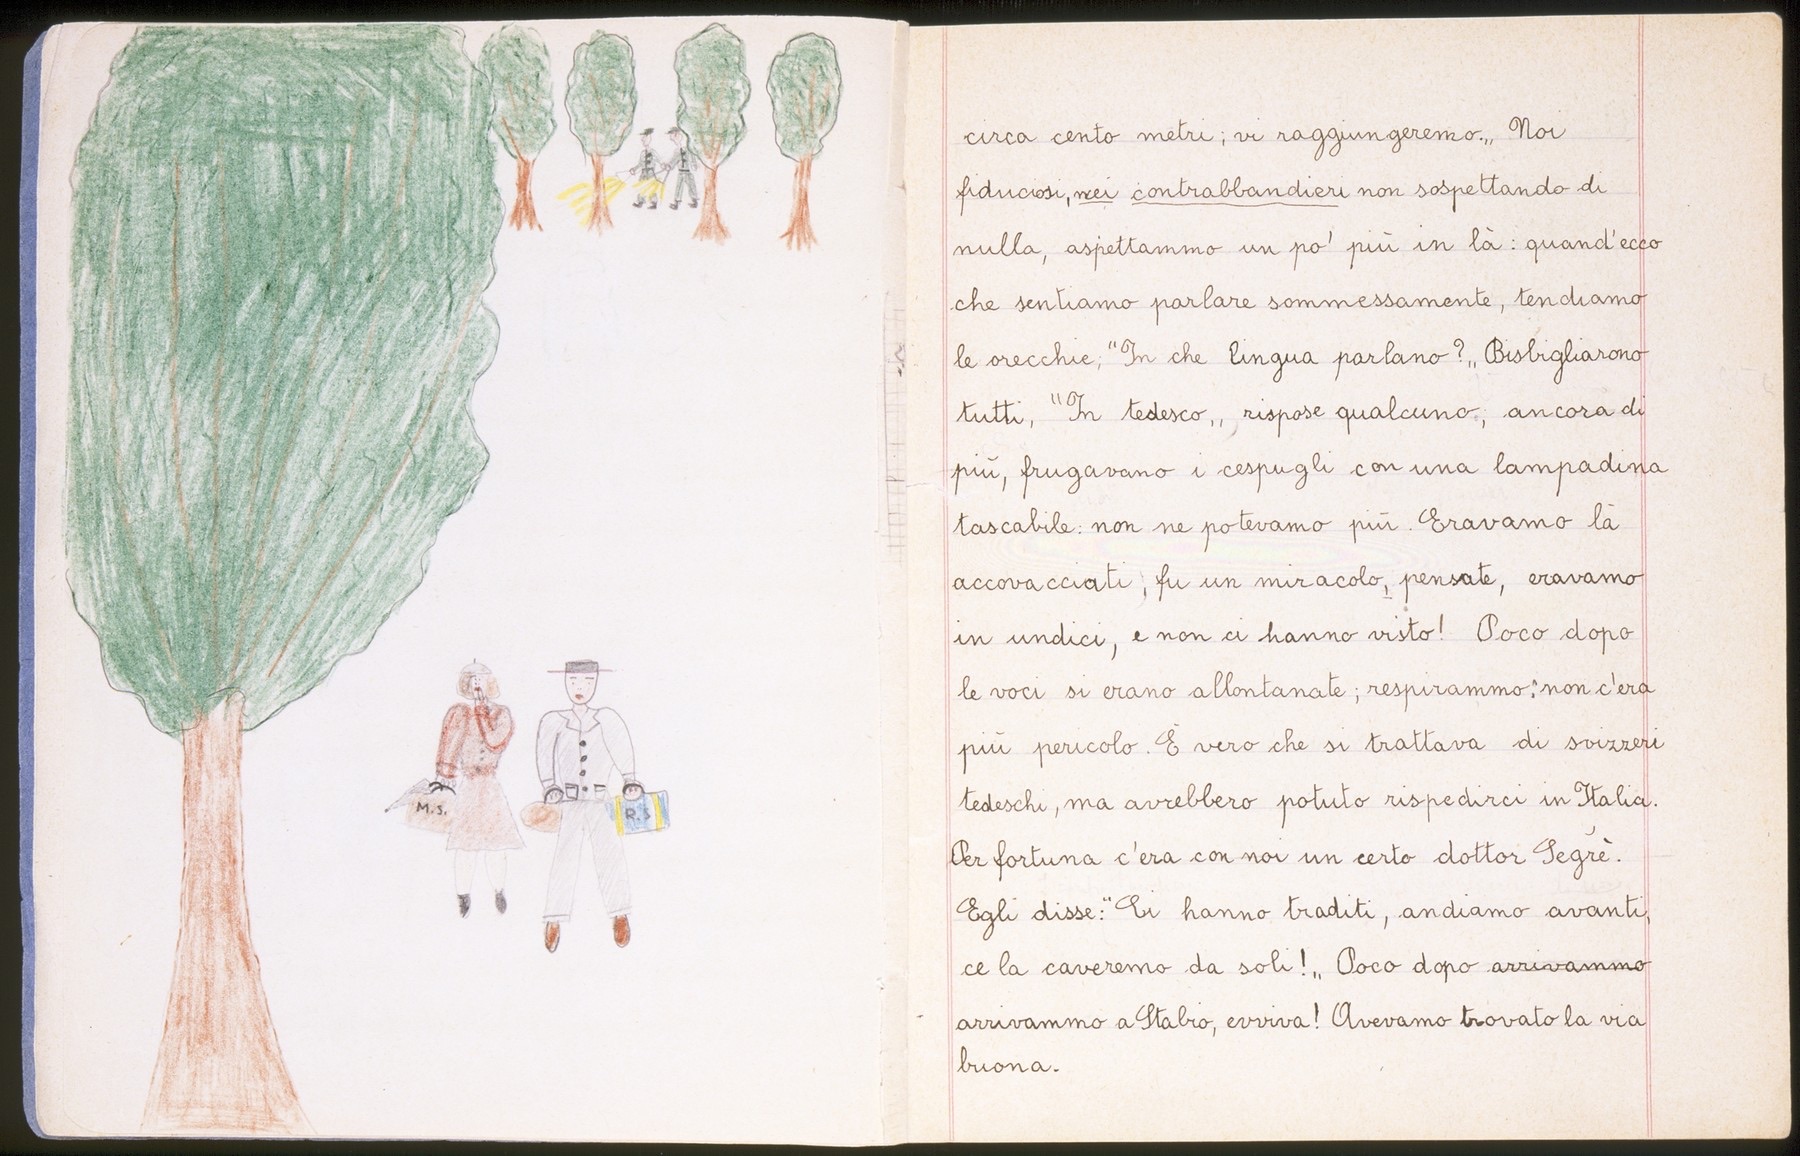 M.S.
R.S
circa cento metri; vi raggiungeremo.„ Noi
fiduciosi, nei contrabbandieri non sospettando di
nulla, aspettammo un po' più in là: quand'ecco
che sentiamo parlare sommessamente, tendiamo
le orecchie; "In che lingua parlano?„ Bisbigliarono
tutti, "In tedesco„ rispose qualcuno; ancora di
più, frugavano i cespugli con una lampadina
tascabile: non ne potevamo più. Eravamo là
accovacciati; fu un miracolo, pensate, eravamo
in undici, e non ci hanno visto! Poco dopo
le voci si erano allontanate; respirammo: non c'era
più pericolo. È vero che si trattava di svizzeri
tedeschi, ma avrebbero potuto rispedirci in Italia.
Per fortuna c'era con noi un certo dottor Segrè.
Egli disse: "Ci hanno traditi, andiamo avanti,
ce la caveremo da soli!„ Poco dopo arrivammo
arrivammo a Stabio, evviva! Avevamo trovato la via
buona.